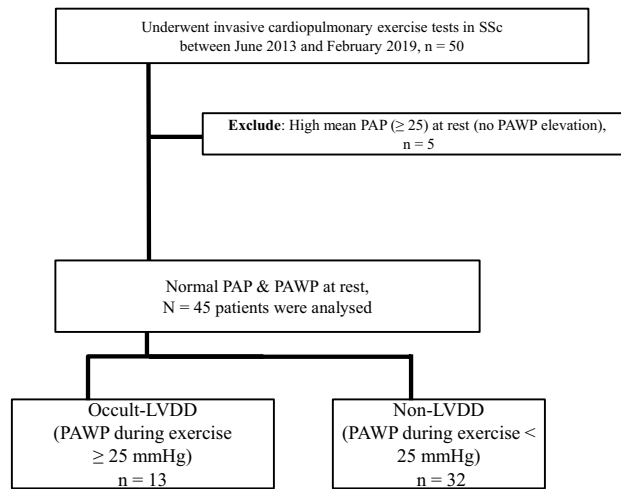 Underwent invasive cardiopulmonary exercise tests in SSc
between June 2013 and February 2019, n = 50
Exclude: High mean PAP (≥ 25) at rest (no PAWP elevation),
n = 5
Normal PAP & PAWP at rest,
N = 45 patients were analysed
Occult-LVDD
(PAWP during exercise
≥ 25 mmHg)
n = 13
Non-LVDD
(PAWP during exercise <
25 mmHg)
n = 32